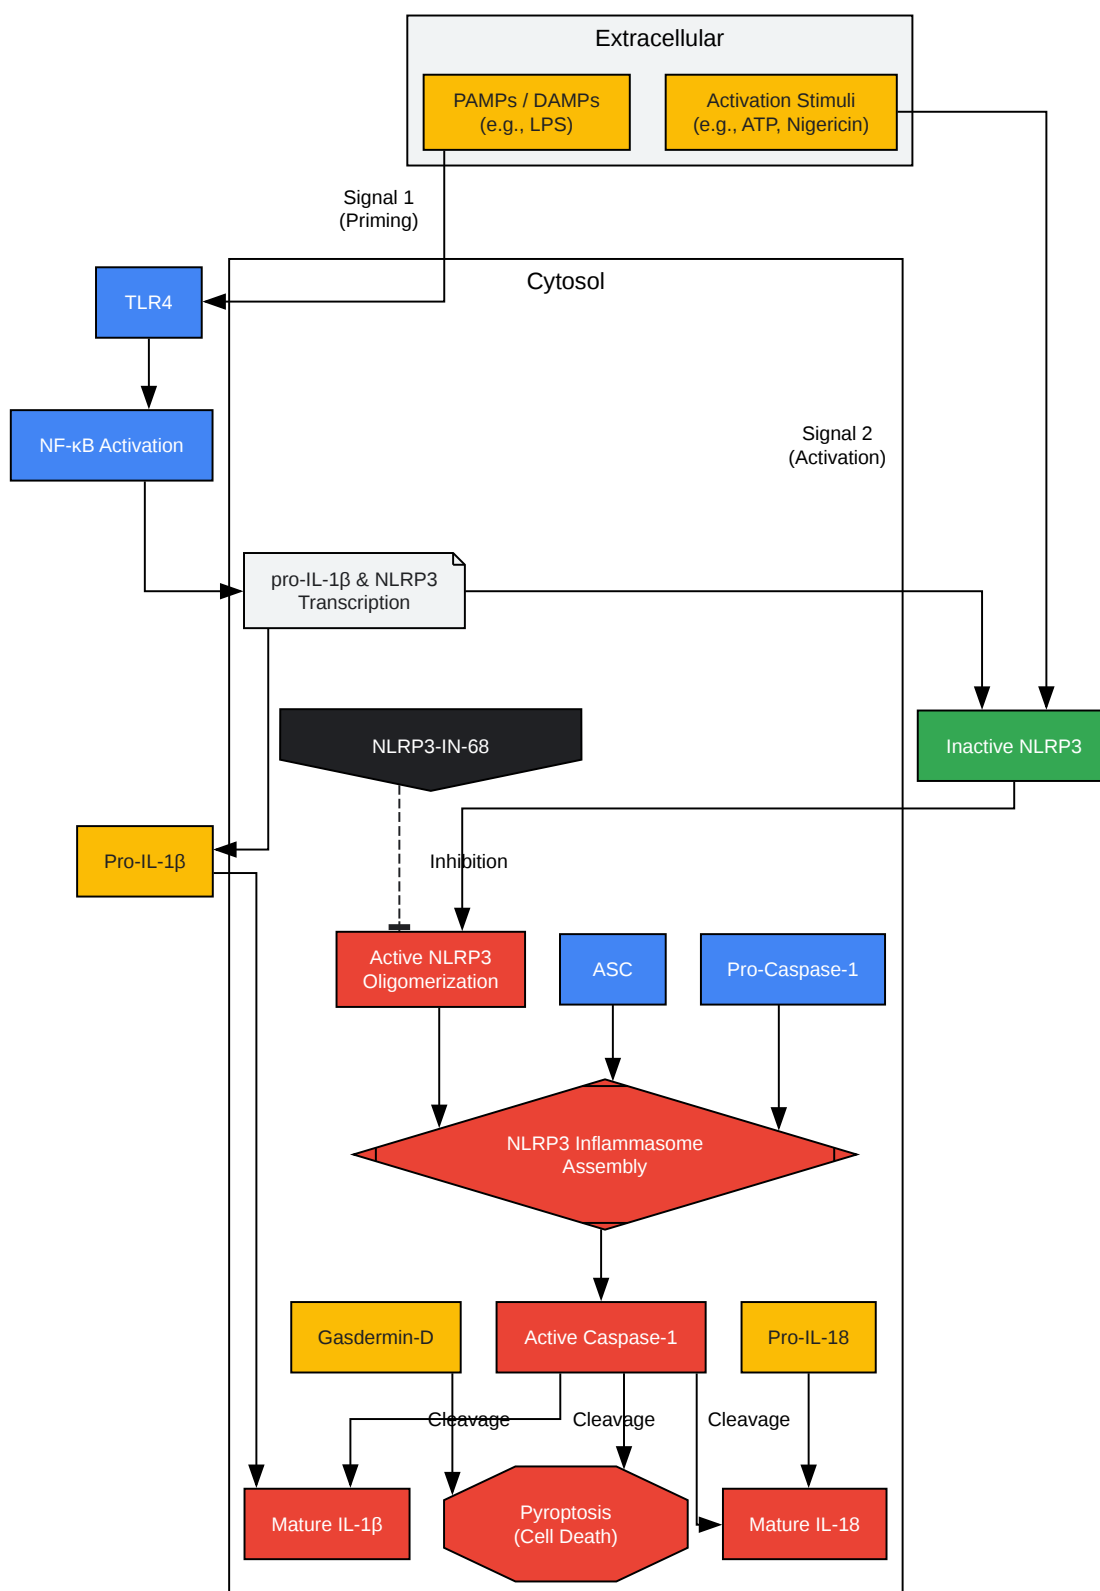 Extracellular
PAMPs / DAMPs
(e.g., LPS)
Activation Stimuli
(e.g., ATP, Nigericin)
Signal 1
(Priming)
Cytosol
TLR4
Signal 2
(Activation)
NF-κB Activation
pro-IL-1β & NLRP3
Transcription
NLRP3-IN-68
Inactive NLRP3
Pro-IL-1β
Inhibition
Active NLRP3
Oligomerization
ASC
Pro-Caspase-1
NLRP3 Inflammasome
Assembly
Gasdermin-D
Active Caspase-1
Pro-IL-18
Cleavage
Cleavage
Cleavage
Mature IL-1β
Pyroptosis
(Cell Death)
Mature IL-18